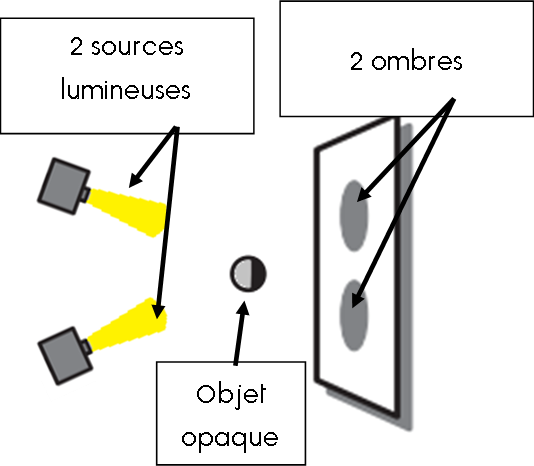 2 sources
lumineuses
2 ombres
Objet
opaque